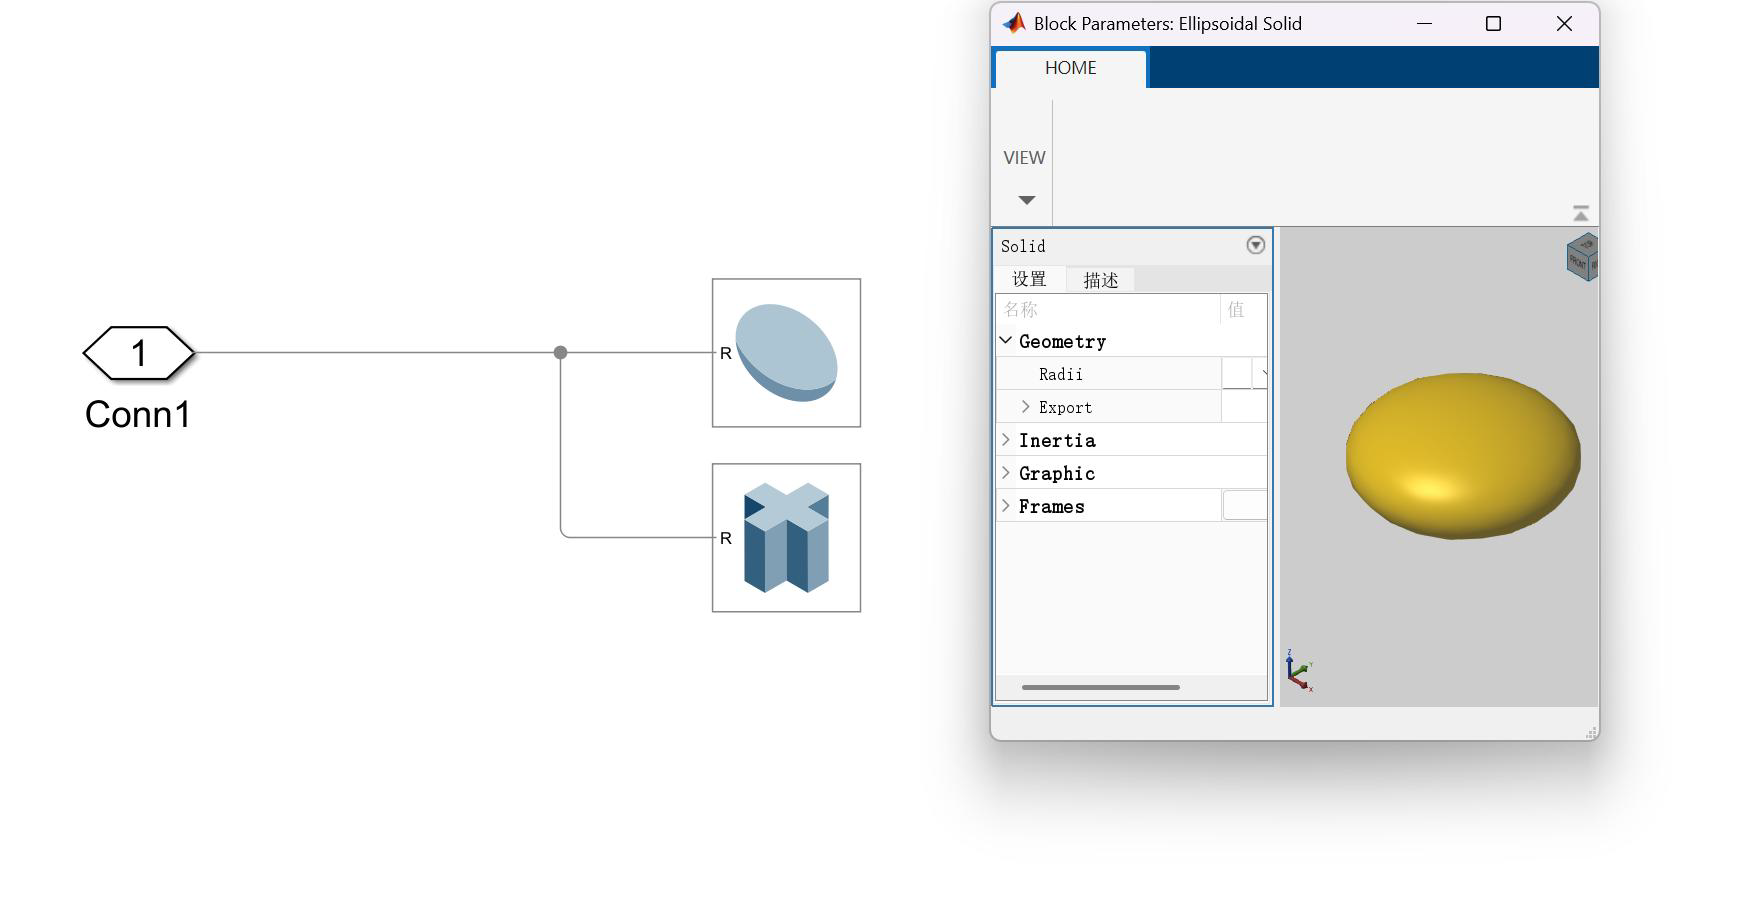 Block Parameters: Ellipsoidal Solid
HOME
VIEW
Solid
设置 描述
名称 值
Geometry
Radii
Export
Inertia
Graphic
Frames
FRONT
Z
Y
X
1
Conn1
R
R